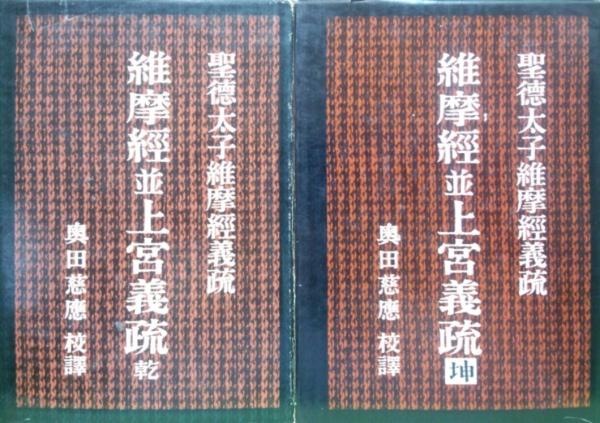 聖德太子維摩經義疏
維摩經並上宮義疏 坤
奧田慈應 校譯
聖德太子維摩經義疏
維摩經並上宮義疏 乾
奧田慈應 校譯